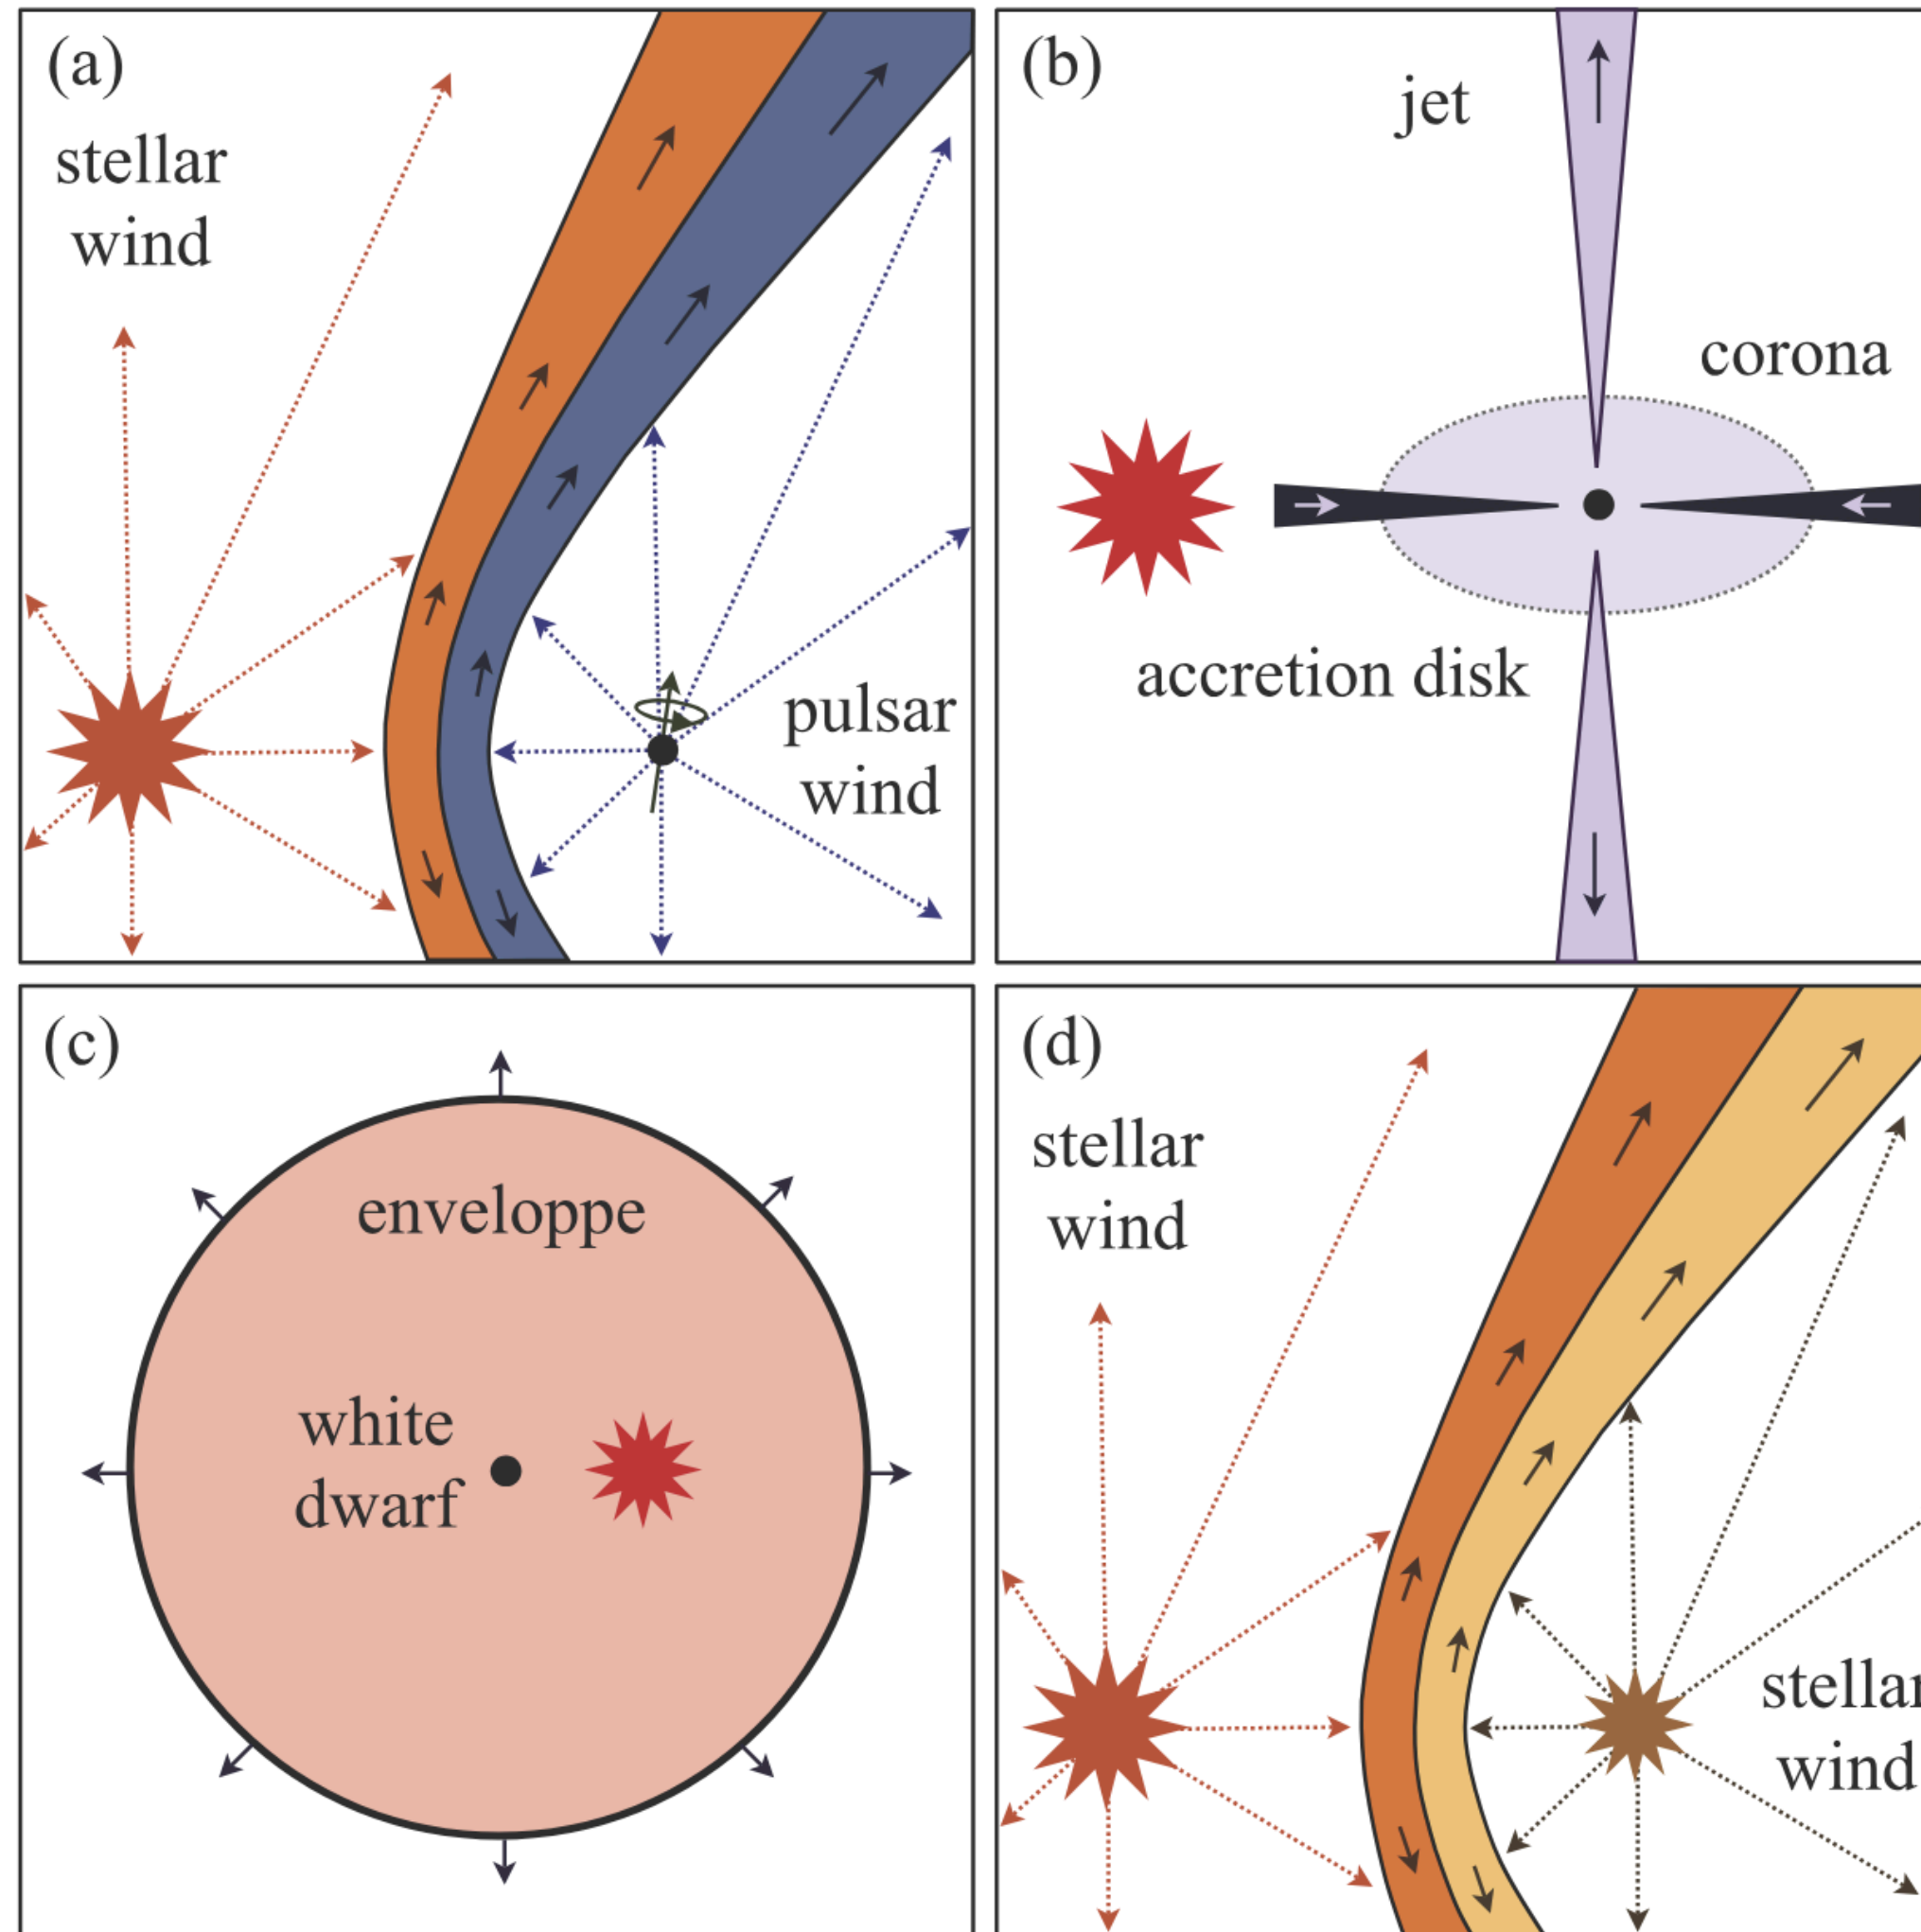 (a)
stellar
wind
pulsar
wind
(b)
jet
corona
accretion disk
(c)
enveloppe
white
dwarf
(d)
stellar
wind
stellar
wind